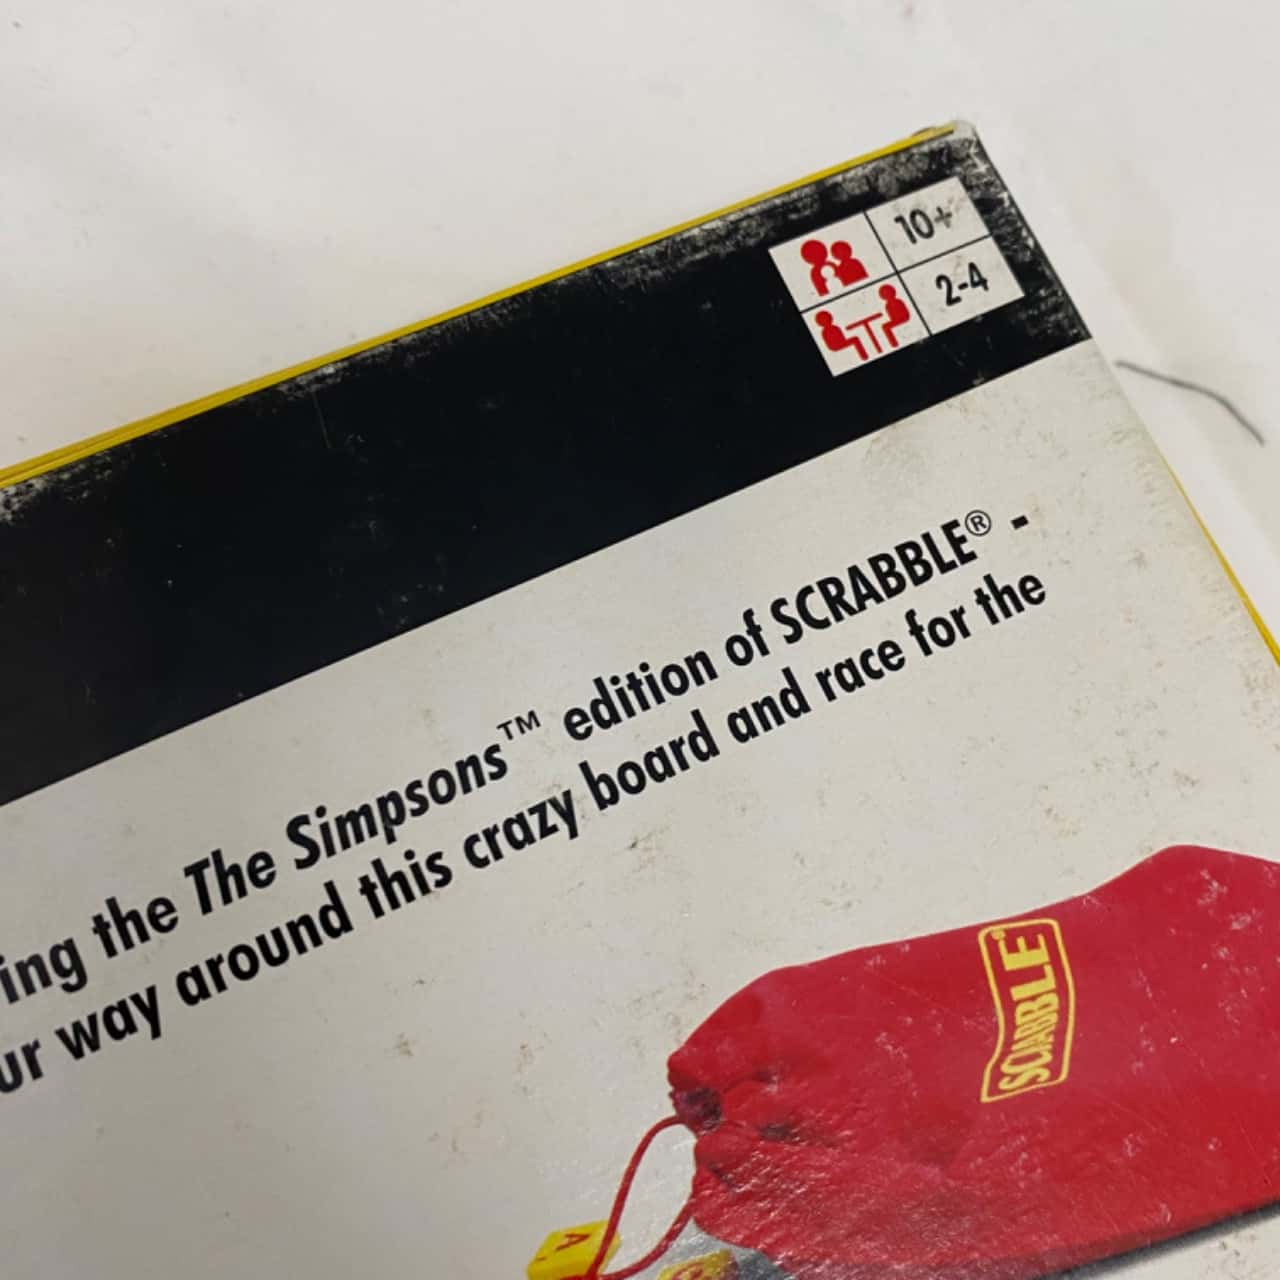 10+
2-4
ing the The Simpsons™ edition of SCRABBLE® -
ur way around this crazy board and race for the
SCRABBLE®
A